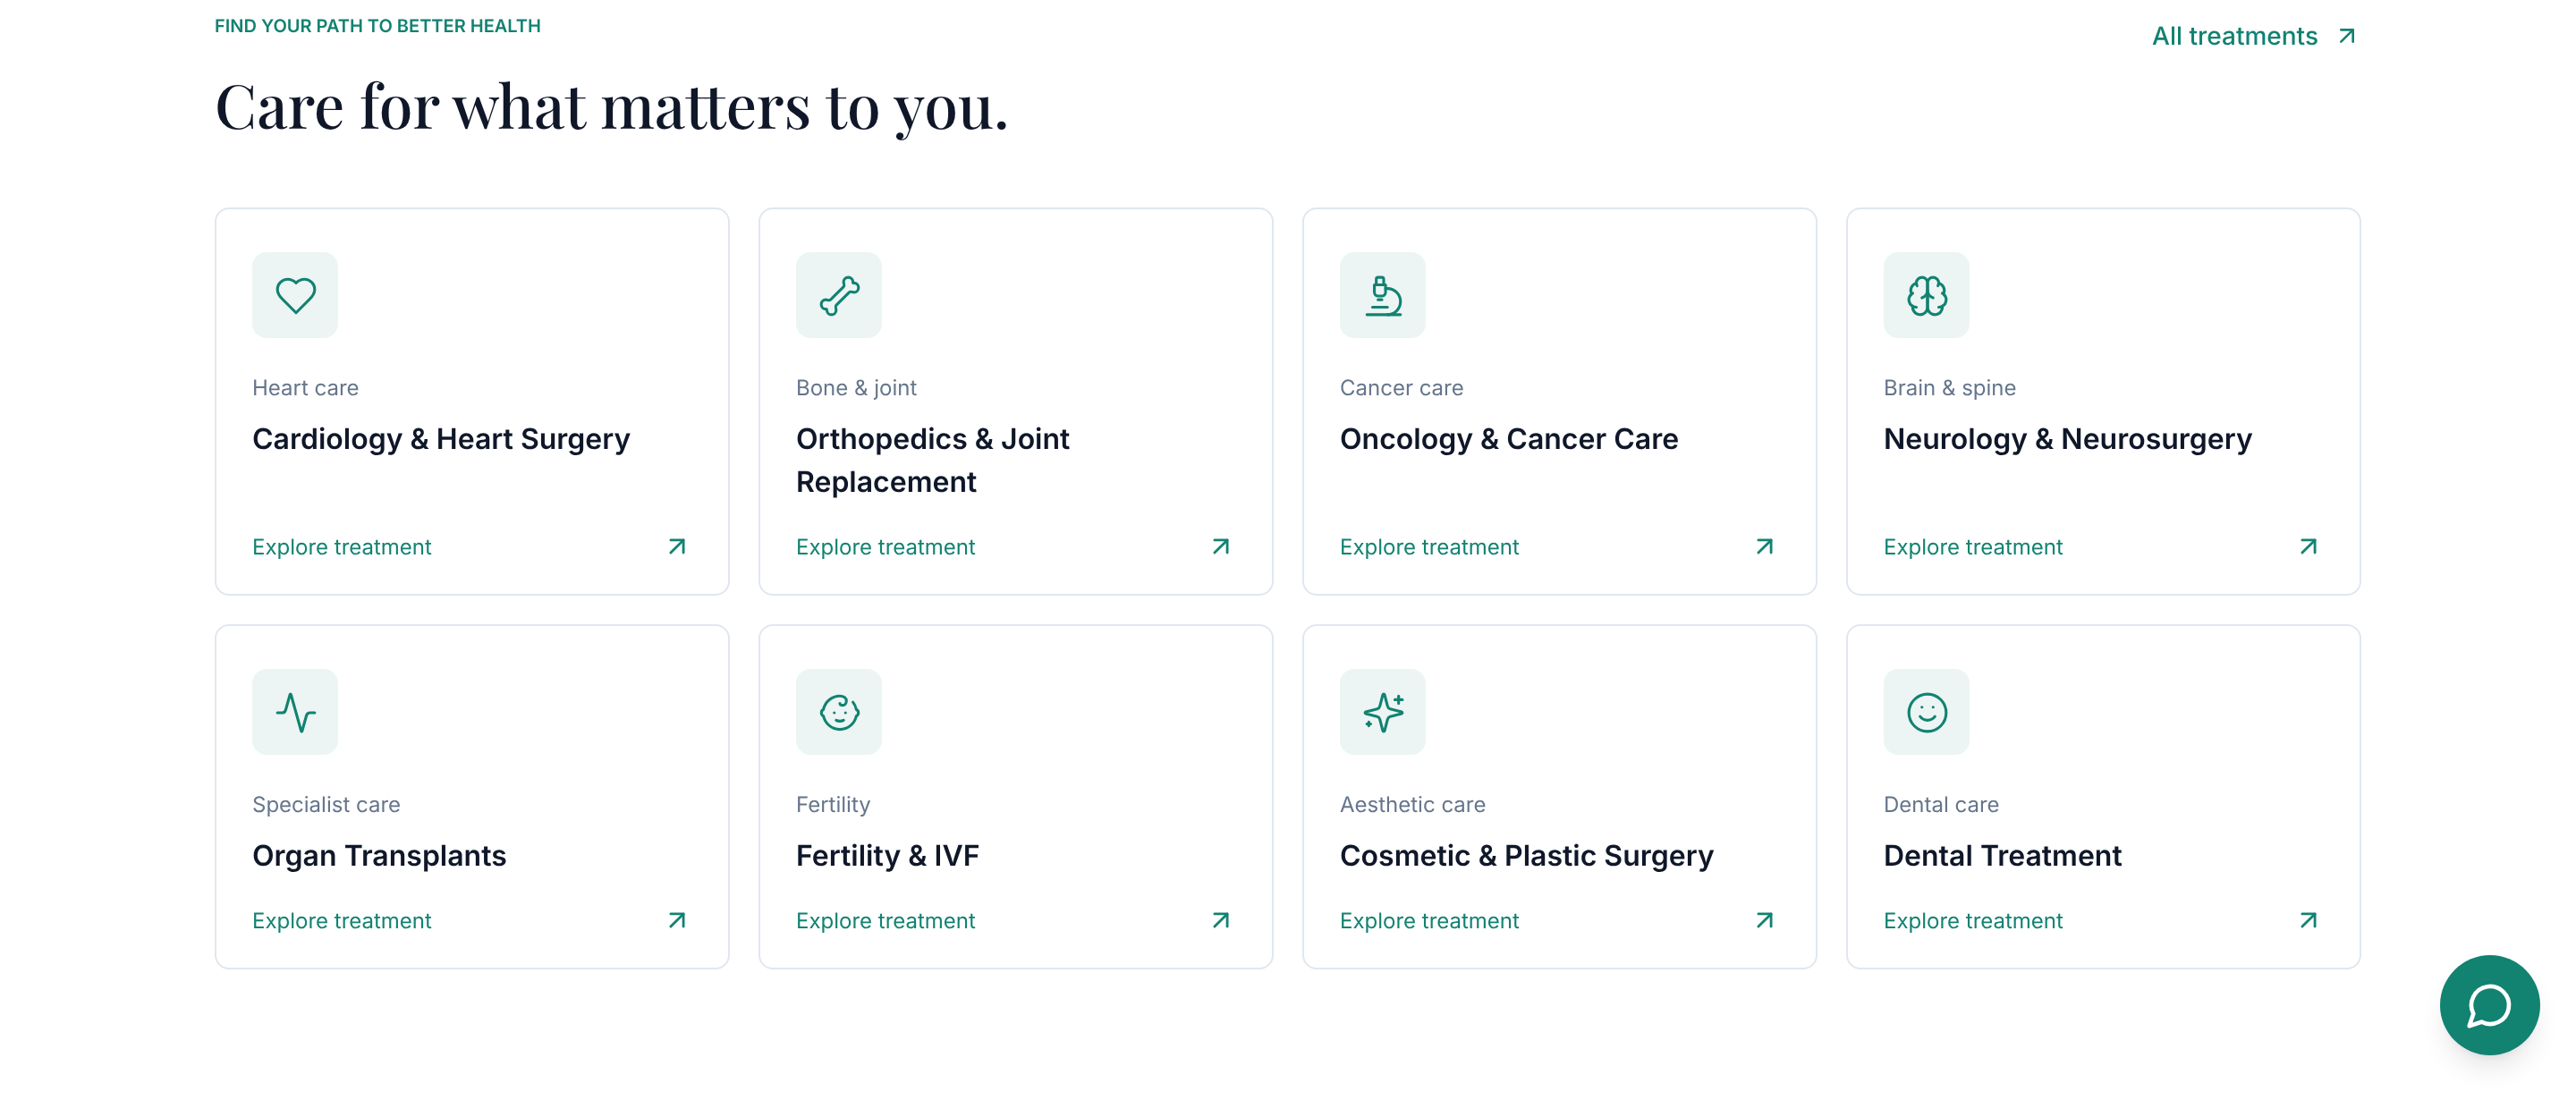 FIND YOUR PATH TO BETTER HEALTH
All treatments
Care for what matters to you.
Heart care
Cardiology & Heart Surgery
Explore treatment
Bone & joint
Orthopedics & Joint
Replacement
Explore treatment
Cancer care
Oncology & Cancer Care
Explore treatment
Brain & spine
Neurology & Neurosurgery
Explore treatment
Specialist care
Organ Transplants
Explore treatment
Fertility
Fertility & IVF
Explore treatment
Aesthetic care
Cosmetic & Plastic Surgery
Explore treatment
Dental care
Dental Treatment
Explore treatment